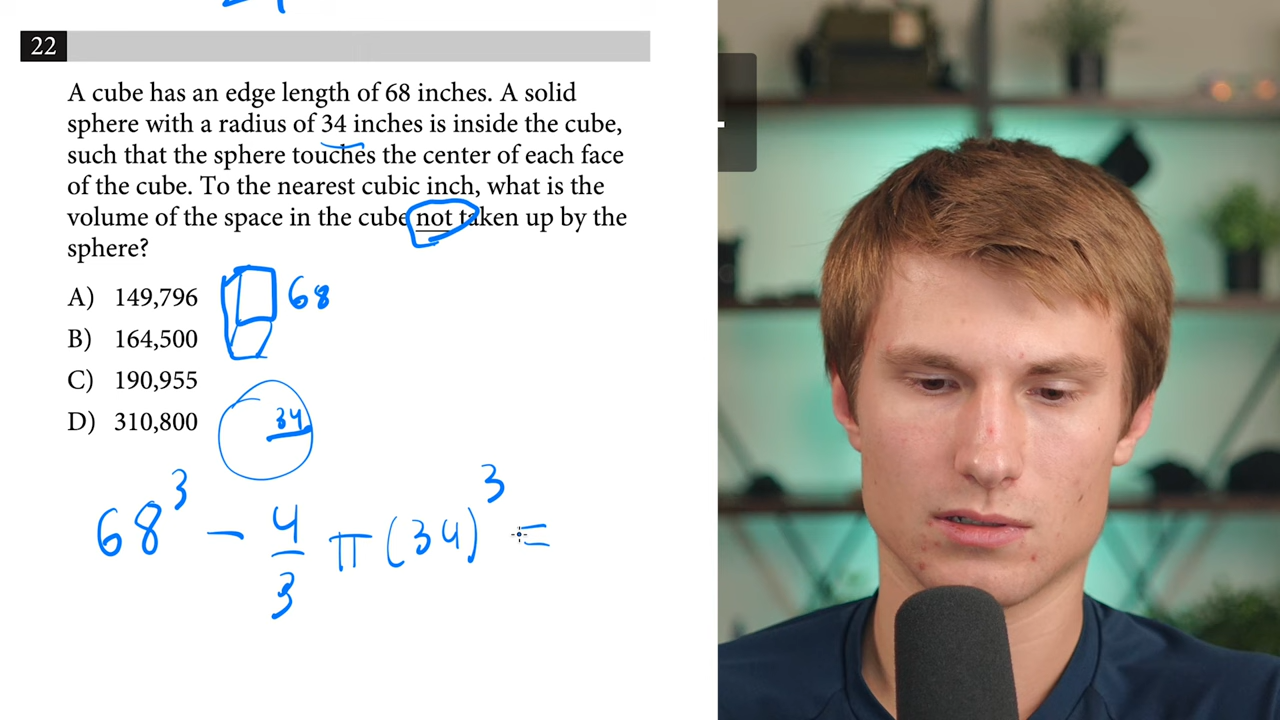 22
A cube has an edge length of 68 inches. A solid
sphere with a radius of 34 inches is inside the cube,
such that the sphere touches the center of each face
of the cube. To the nearest cubic inch, what is the
volume of the space in the cube not taken up by the
sphere?
A) 149,796
68
B) 164,500
C) 190,955
D) 310,800
34
68³ - 4/3 π (34)³ =